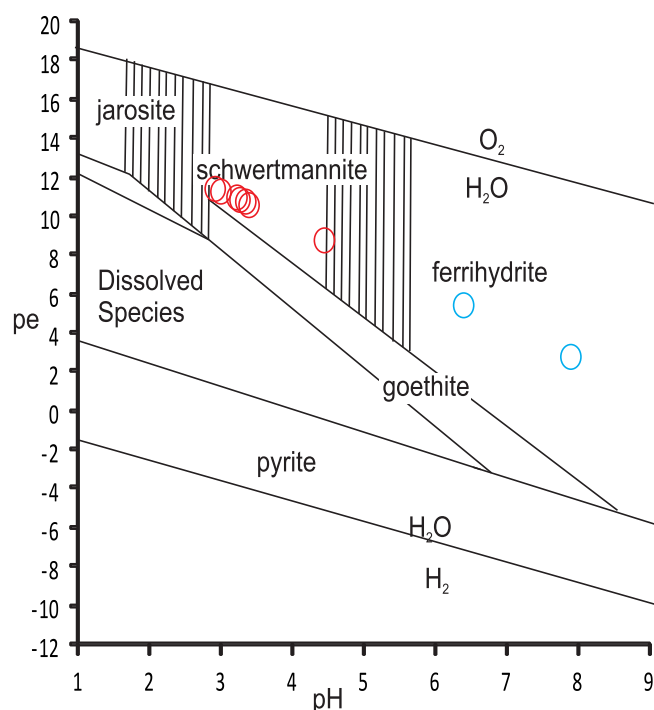 20
18
16
14
12
10
8
6
4
2
0
-2
-4
-6
-8
-10
-12
pe
jarosite
schwertmannite
O₂
H₂O
ferrihydrite
Dissolved
Species
goethite
pyrite
H₂O
H₂
1 2 3 4 5 6 7 8 9
pH